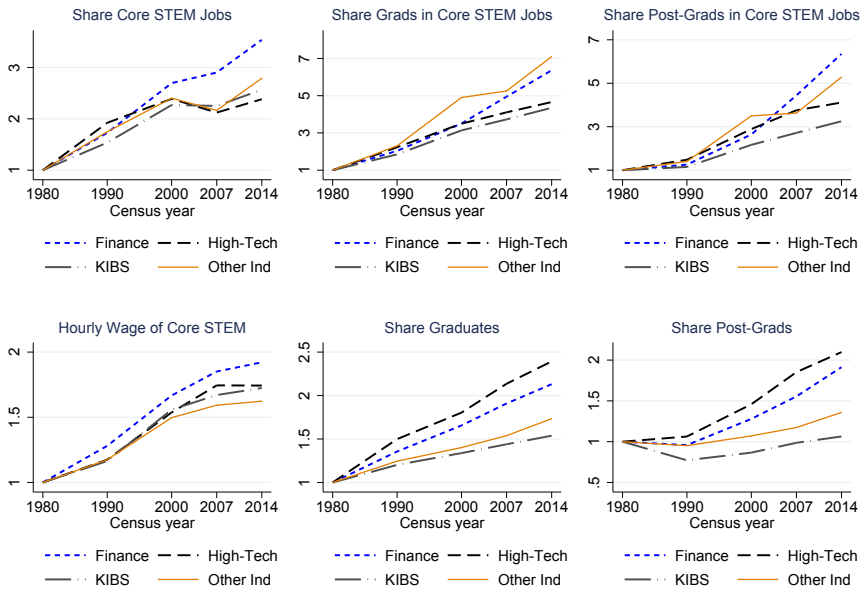 Share Core STEM Jobs
3
2
1
1980 1990 2000 2007 2014
Census year
Finance High-Tech
KIBS Other Ind
Share Grads in Core STEM Jobs
7
5
3
1
1980 1990 2000 2007 2014
Census year
Finance High-Tech
KIBS Other Ind
Share Post-Grads in Core STEM Jobs
7
5
3
1
1980 1990 2000 2007 2014
Census year
Finance High-Tech
KIBS Other Ind
Hourly Wage of Core STEM
2
1.5
1
1980 1990 2000 2007 2014
Census year
Finance High-Tech
KIBS Other Ind
Share Graduates
2.5
2
1.5
1
1980 1990 2000 2007 2014
Census year
Finance High-Tech
KIBS Other Ind
Share Post-Grads
2
1.5
1
.5
1980 1990 2000 2007 2014
Census year
Finance High-Tech
KIBS Other Ind